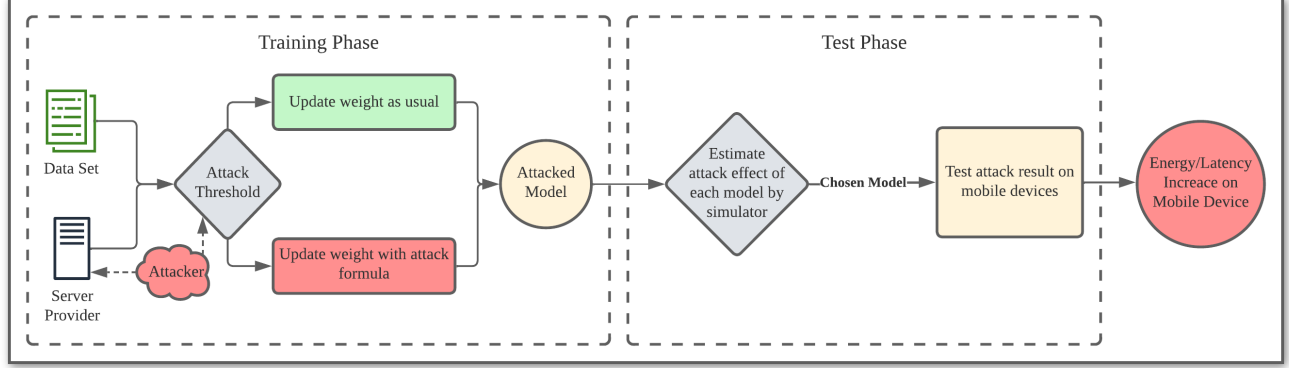 Training Phase
Test Phase
Data Set
Server
Provider
Attacker
Attack
Threshold
Update weight as usual
Update weight with attack
formula
Attacked
Model
Estimate
attack effect of
each model by
simulator
Chosen Model
Test attack result on
mobile devices
Energy/Latency
Increace on
Mobile Device